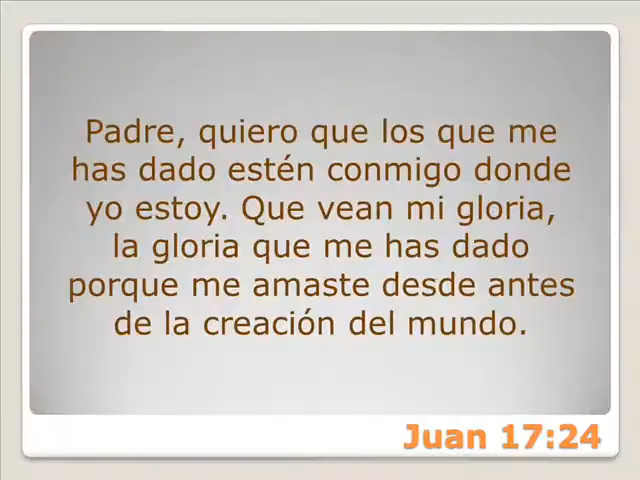 Padre, quiero que los que me
has dado estén conmigo donde
yo estoy. Que vean mi gloria,
la gloria que me has dado
porque me amaste desde antes
de la creación del mundo.
Juan 17:24